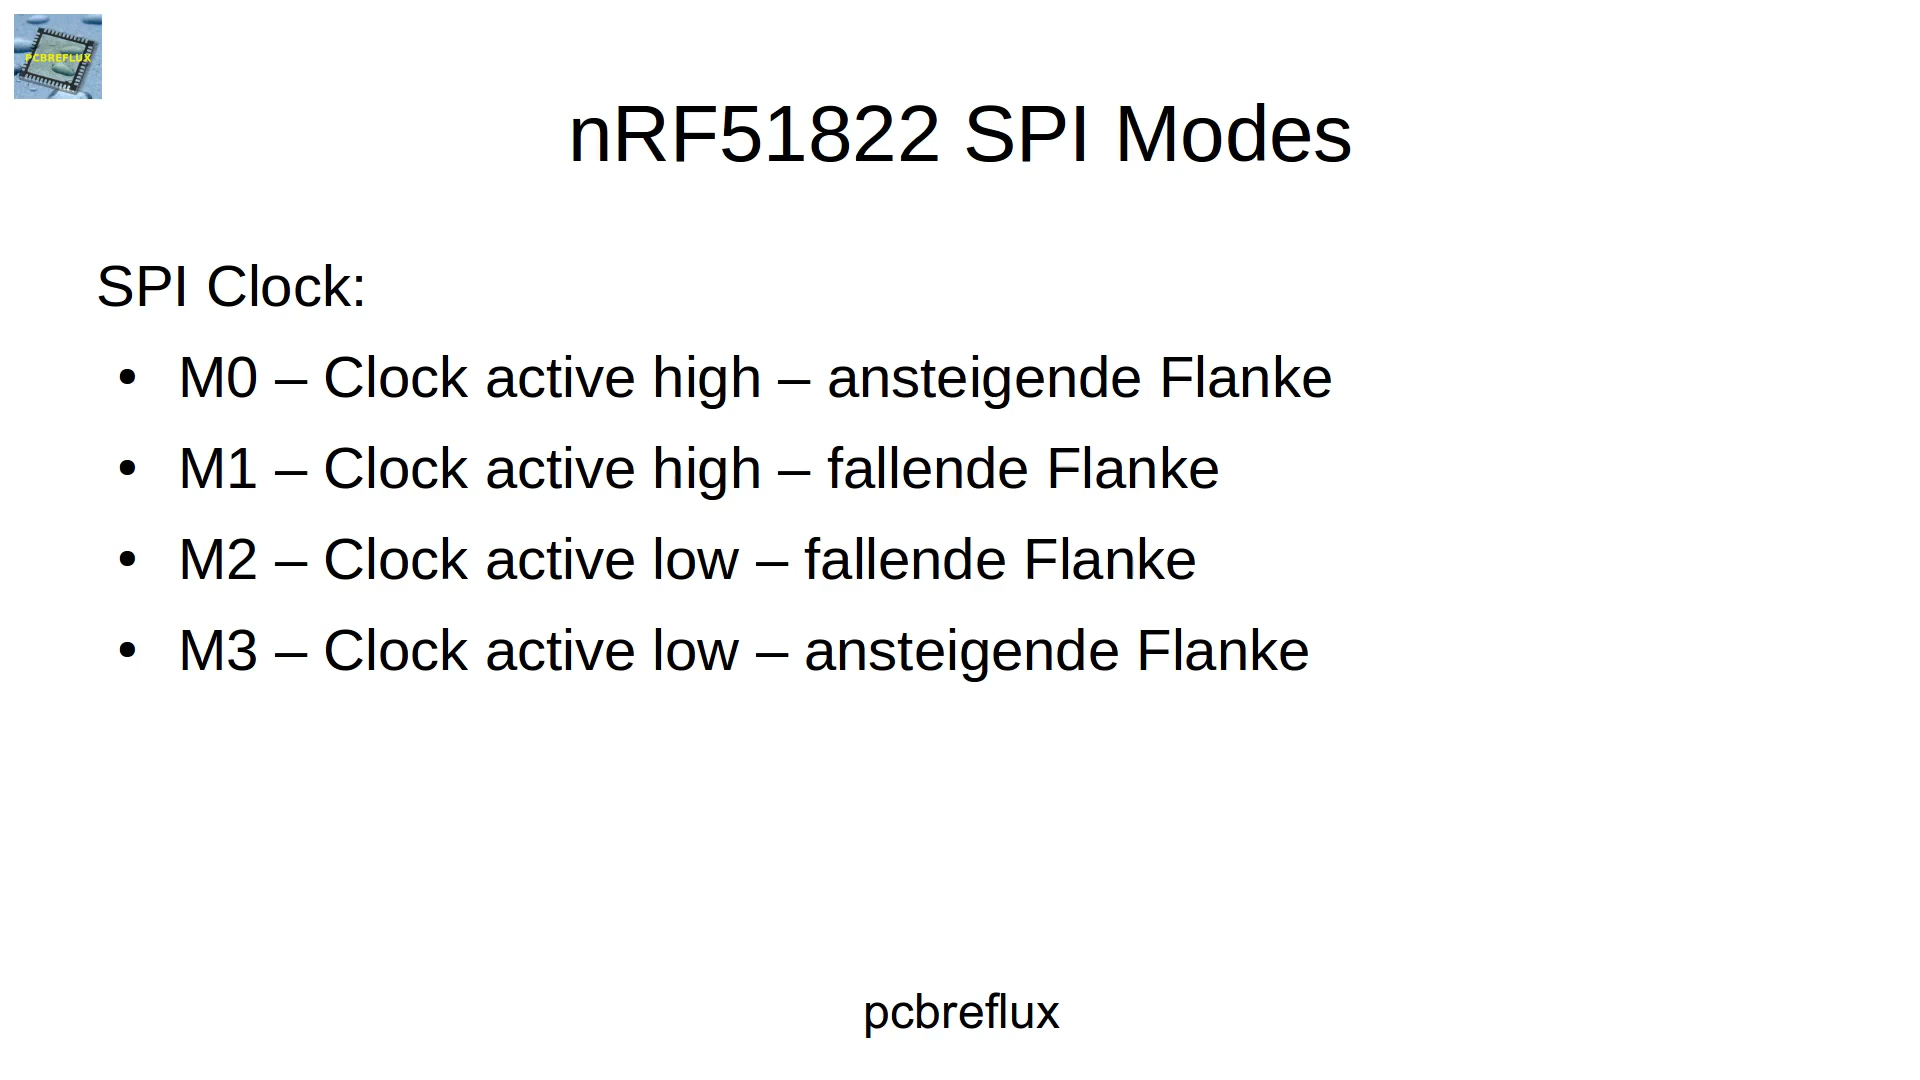 PCBREFLUX
nRF51822 SPI Modes
SPI Clock:
• M0 – Clock active high – ansteigende Flanke
• M1 – Clock active high – fallende Flanke
• M2 – Clock active low – fallende Flanke
• M3 – Clock active low – ansteigende Flanke
pcbreflux